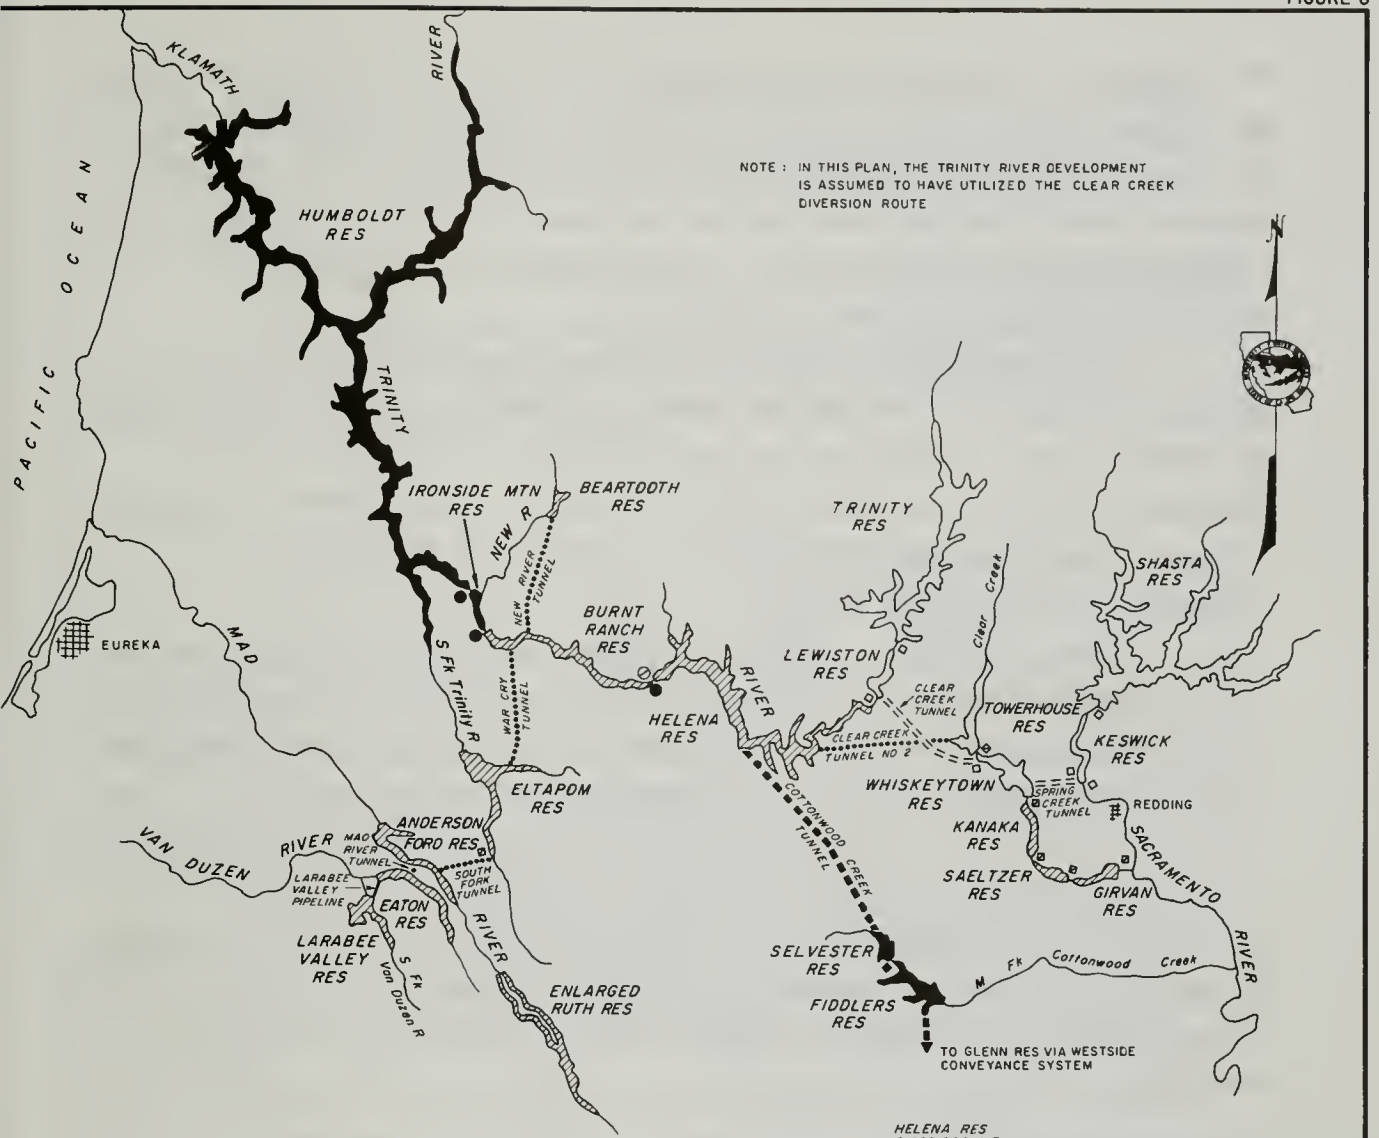 FIGURE
KLAMATH
RIVER
PACIFIC OCEAN
NOTE : IN THIS PLAN, THE TRINITY RIVER DEVELOPMENT
IS ASSUMED TO HAVE UTILIZED THE CLEAR CREEK
DIVERSION ROUTE
HUMBOLDT
RES
N
TRINITY
IRONSIDE MTN
RES
NEW R
BEARTOOTH
RES
NEW RIVER
TUNNEL
TRINITY
RES
SHASTA
RES
Clear Creek
BURNT
RANCH
RES
EUREKA
MAD
S Fk Trinity R
WAR CRY
TUNNEL
LEWISTON
RES
RIVER
CLEAR
CREEK
TUNNEL
TOWERHOUSE
RES
HELENA
RES
CLEAR CREEK
TUNNEL NO 2
KESWICK
RES
WHISKEYTOWN
RES
ELTAPOM
RES
SPRING
CREEK
TUNNEL
REDDING
COTTONWOOD CREEK
TUNNEL
KANAKA
RES
SACRAMENTO
ANDERSON
FORD RES
VAN DUZEN
RIVER
MAD
RIVER
TUNNEL
SOUTH
FORK
TUNNEL
SAELTZER
RES
GIRVAN
RES
LARABEE
VALLEY
PIPELINE
EATON
RES
RIVER
LARABEE
VALLEY
RES
S Fk
Van Duzen R
SELVESTER
RES
M Fk Cottonwood Creek
RIVER
ENLARGED
RUTH RES
FIDDLERS
RES
TO GLENN RES VIA WESTSIDE
CONVEYANCE SYSTEM
HELENA RES